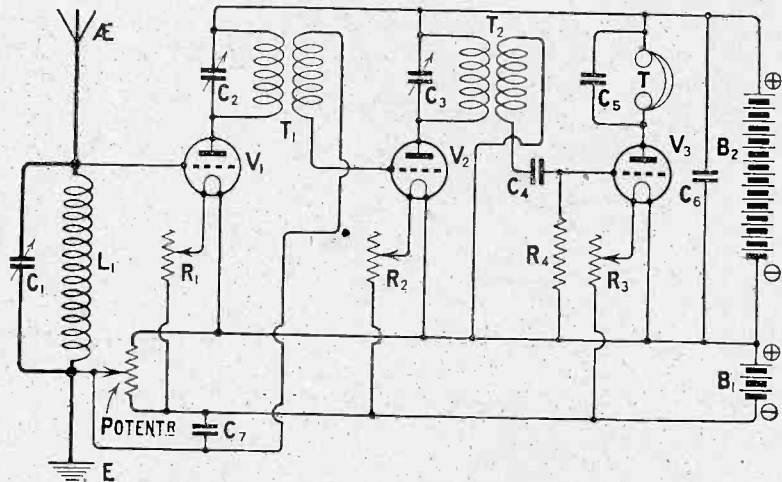 Æ
C₂
T₁
V₁
C₃
T₂
V₂
C₄
C₅
T
V₃
C₆
B₂
⊕
⊖
C₁
L₁
R₁
R₂
R₄
R₃
⊕
B₁
⊖
POTENTR
C₇
E